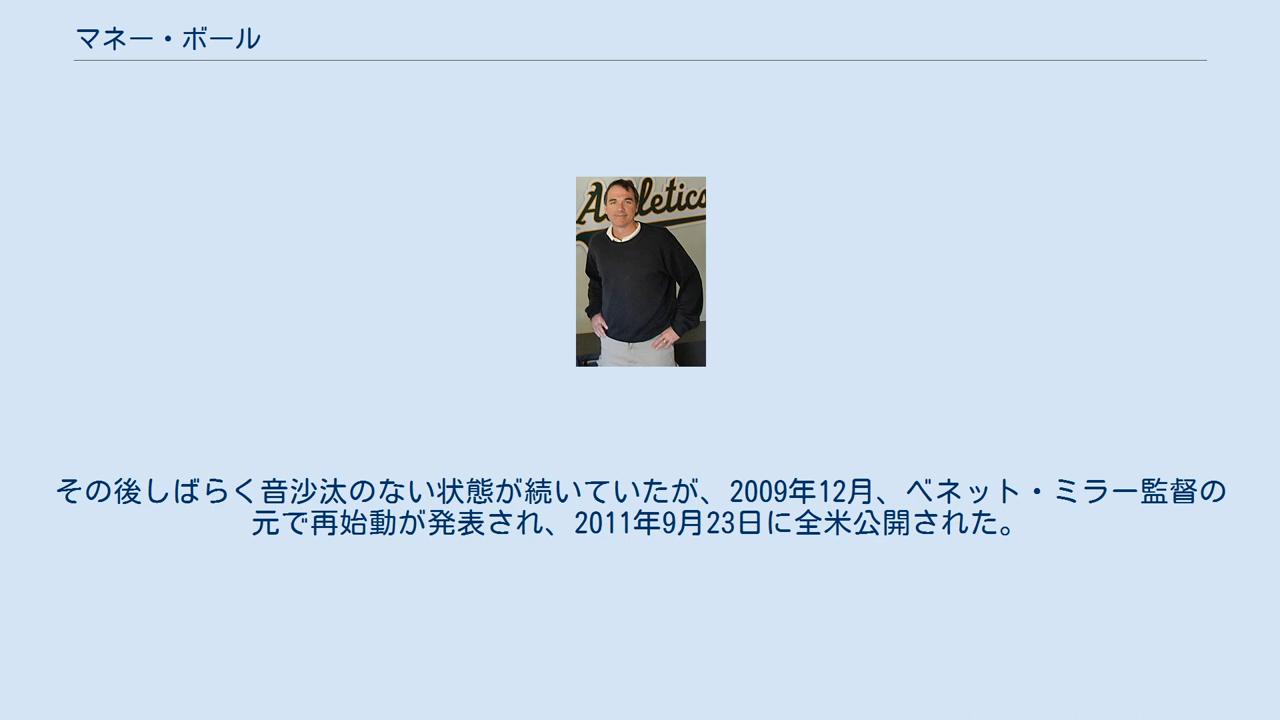 マネー・ボール
Athletics
その後しばらく音沙汰のない状態が続いていたが、2009年12月、ベネット・ミラー監督の
元で再始動が発表され、2011年9月23日に全米公開された。